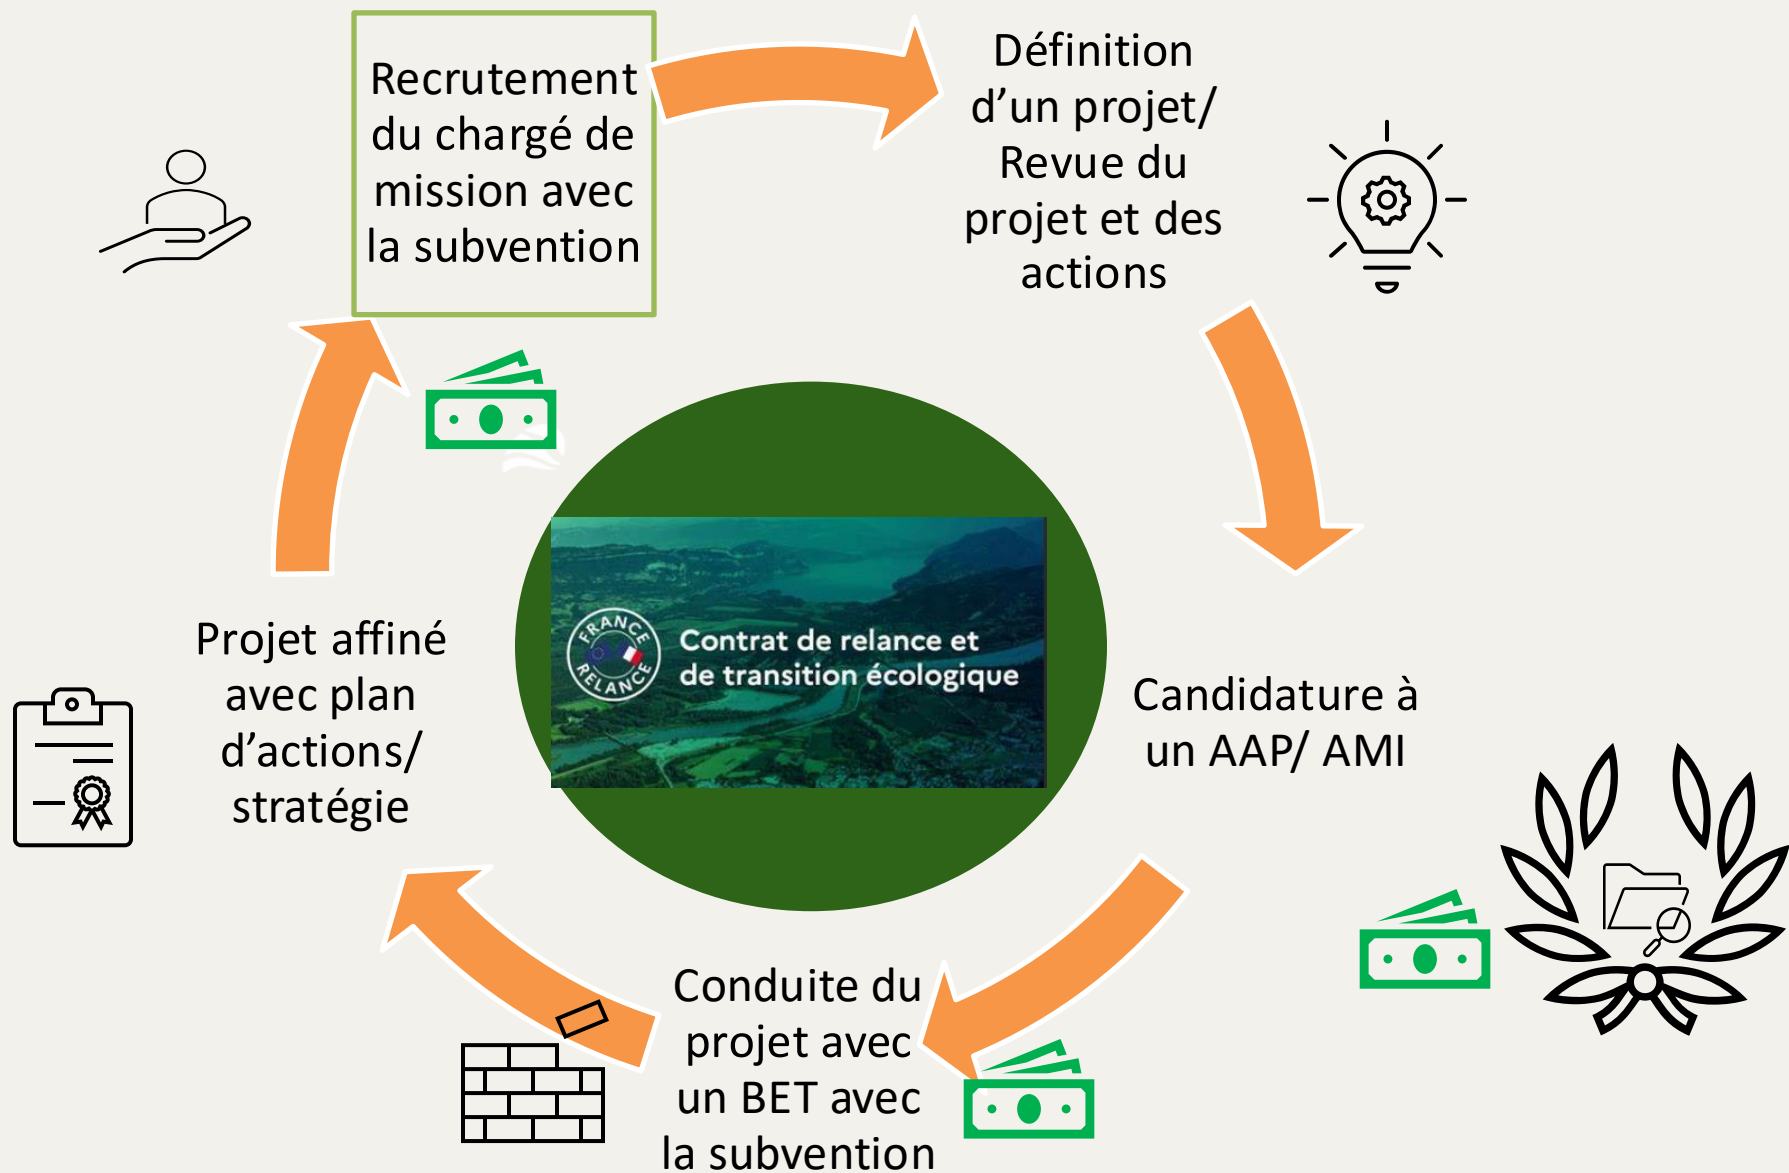 Recrutement
du chargé de
mission avec
la subvention
Définition
d’un projet/
Revue du
projet et des
actions
Candidature à
un AAP/ AMI
Conduite du
projet avec
un BET avec
la subvention
Projet affiné
avec plan
d’actions/
stratégie
FRANCE
RELANCE
Contrat de relance et
de transition écologique